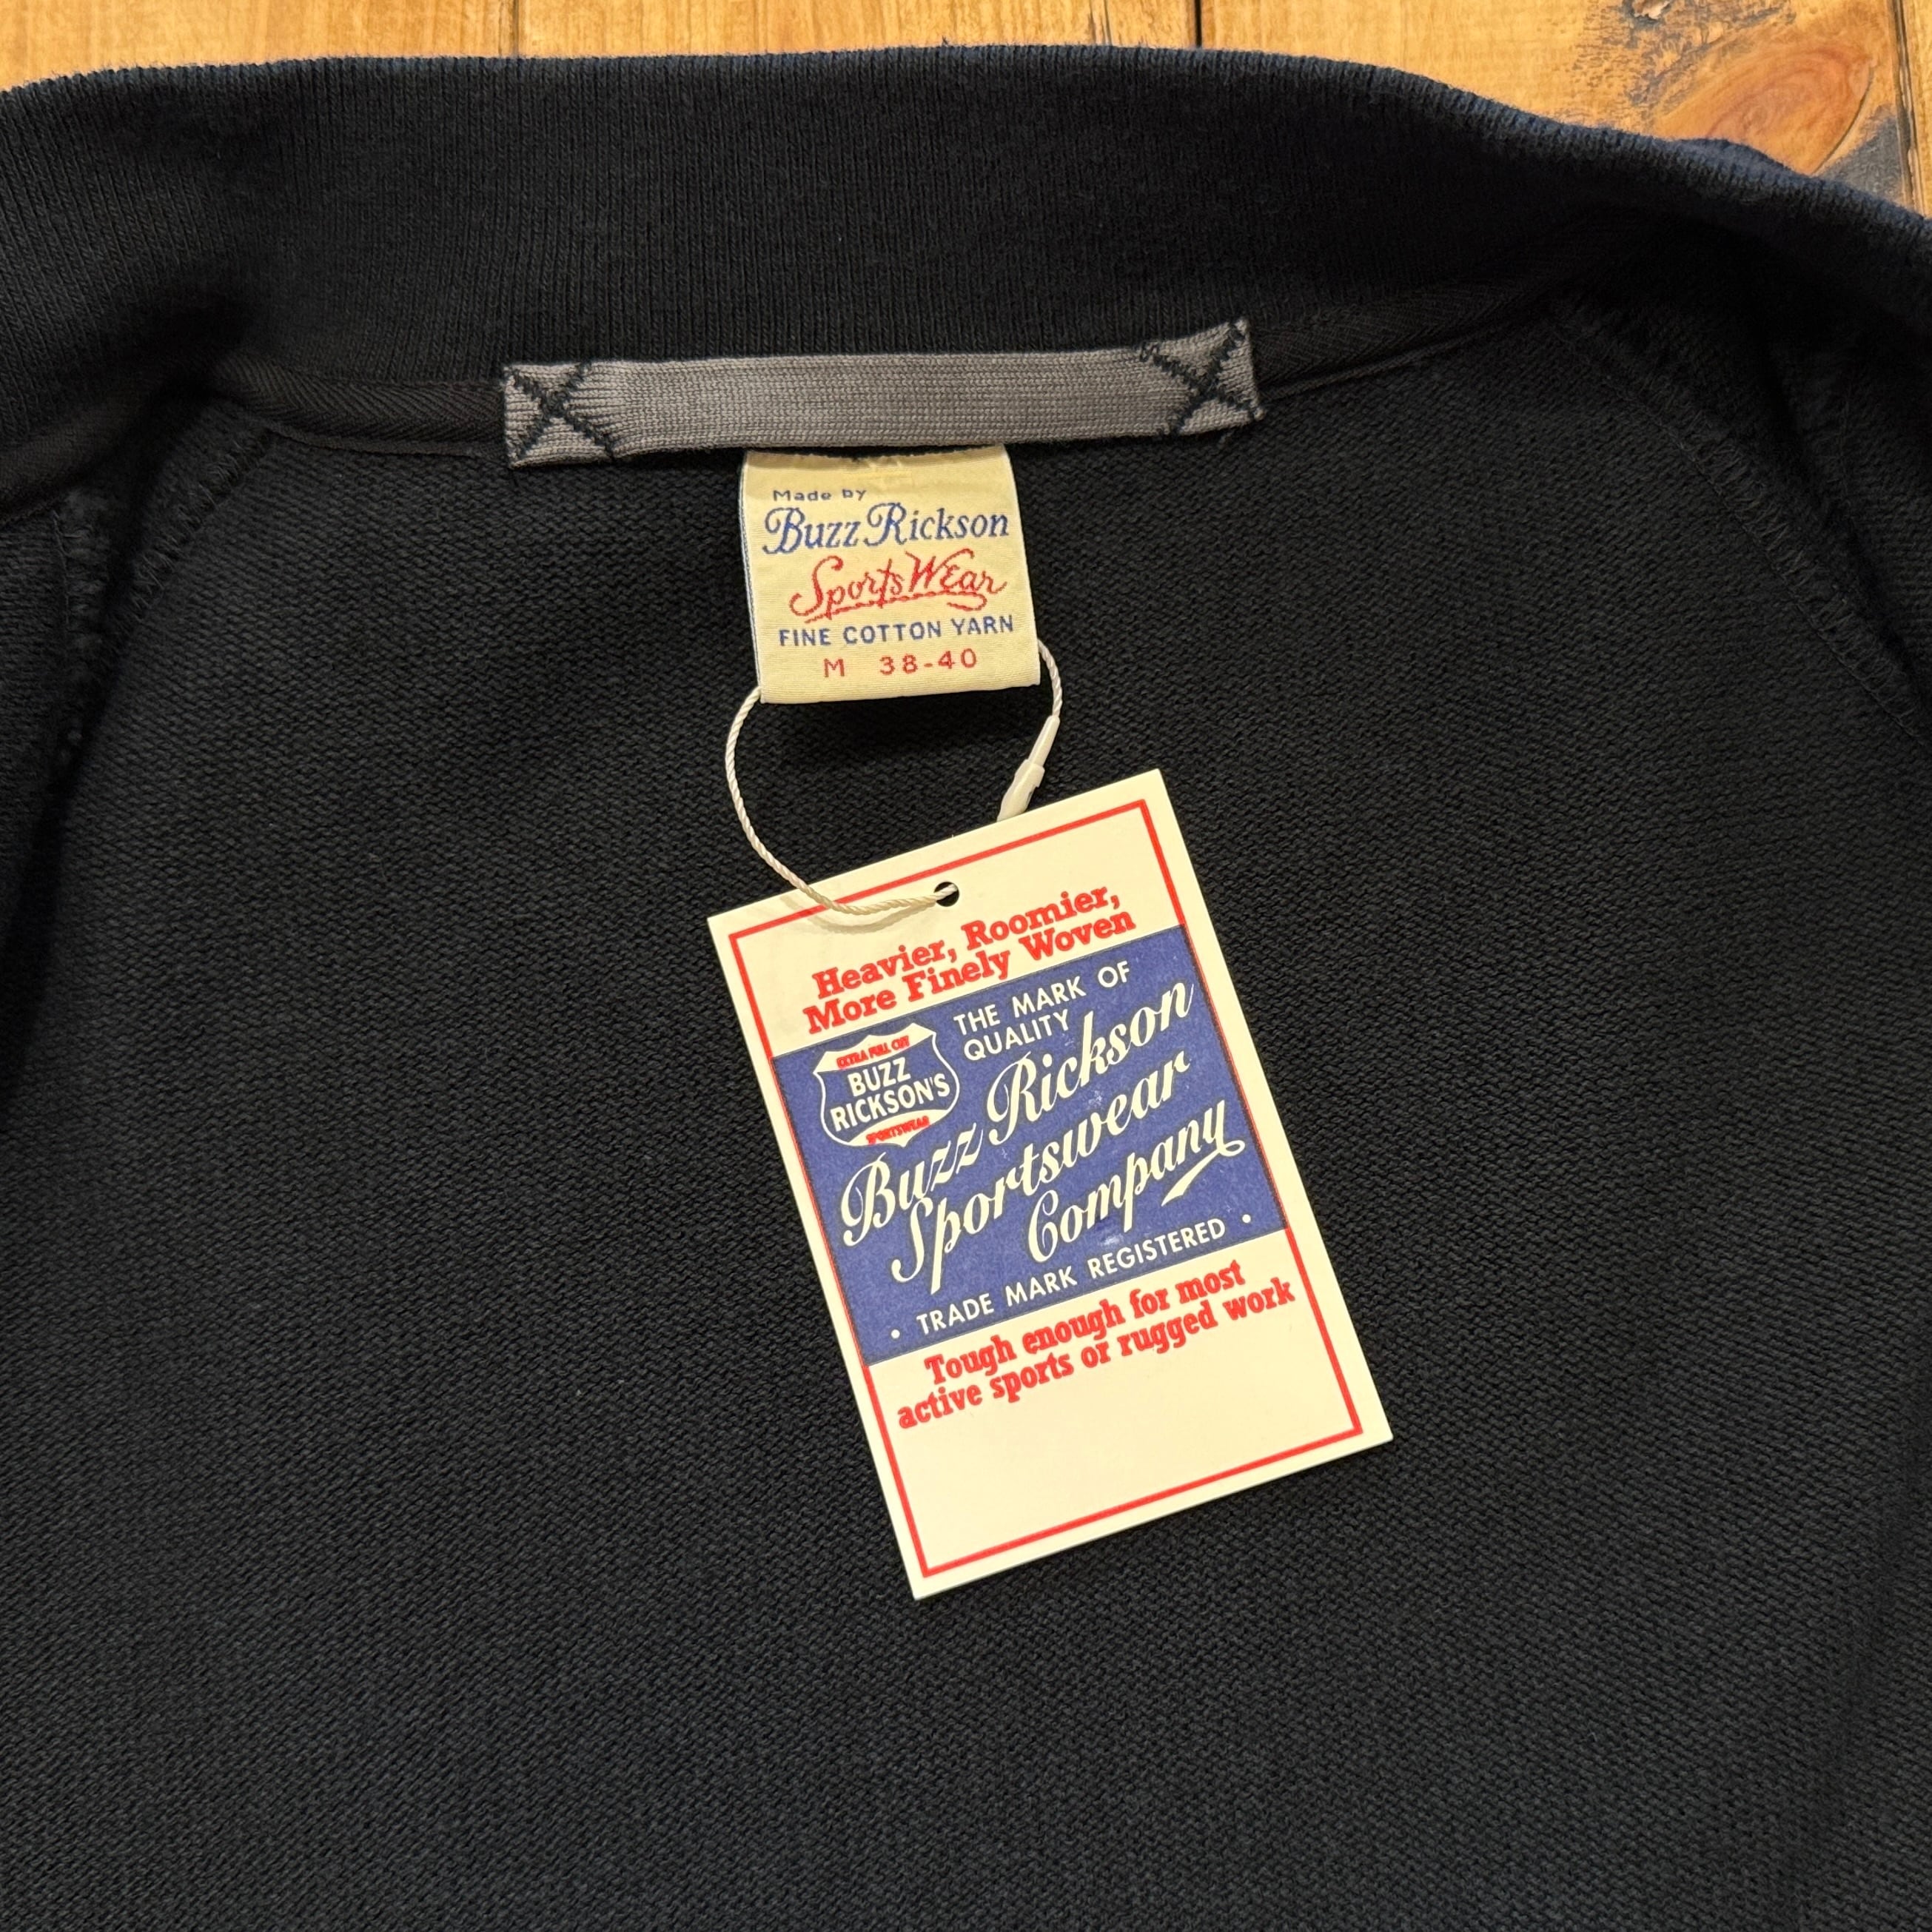 Made by
Buzz Rickson
SportsWear
FINE COTTON YARN
M 38-40
Heavier, Roomier,
More Finely Woven
THE MARK OF
QUALITY
EXTRA FULL CUT
BUZZ
RICKSON'S
SPORTSWEAR
Buzz Rickson
Sportswear
Company
• TRADE MARK REGISTERED •
Tough enough for most
active sports or rugged work